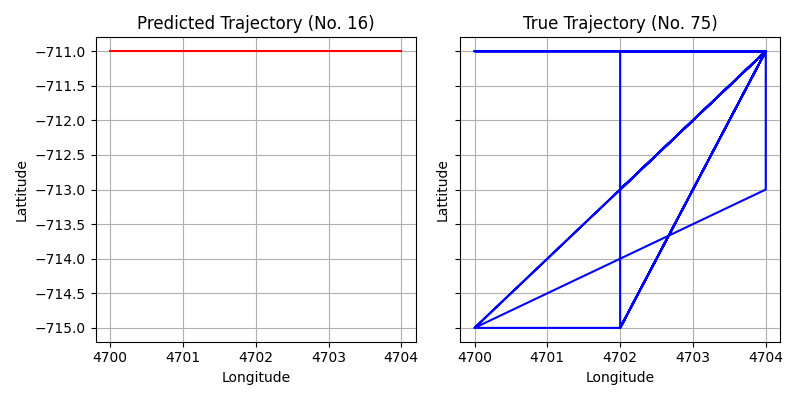 Predicted Trajectory (No. 16)
True Trajectory (No. 75)
−711.0
−711.5
−712.0
−712.5
−713.0
−713.5
−714.0
−714.5
−715.0
Lattitude
Lattitude
4700 4701 4702 4703 4704
4700 4701 4702 4703 4704
Longitude
Longitude